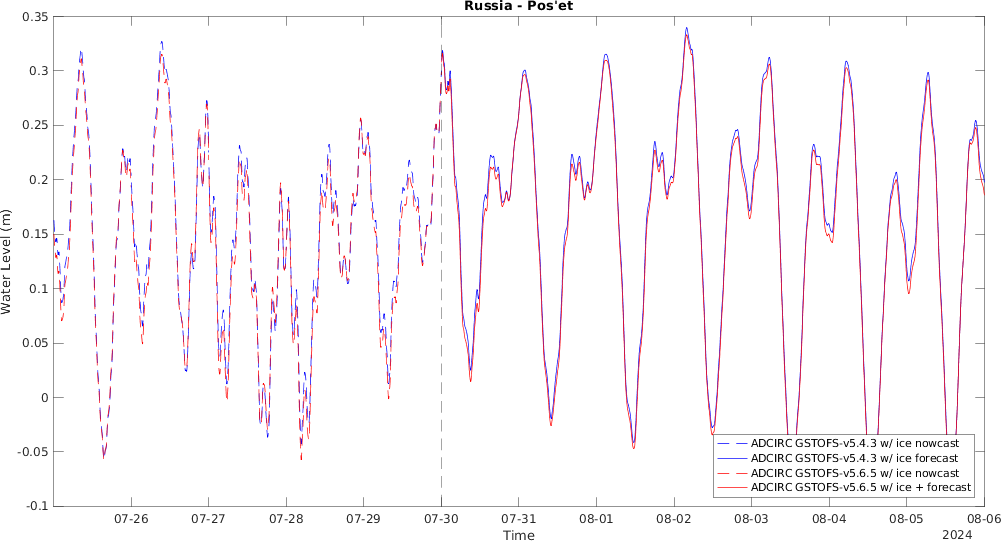 Russia - Pos'et
0.35
0.3
0.25
0.2
0.15
0.1
0.05
0
-0.05
-0.1
Water Level (m)
ADCIRC GSTOFS-v5.4.3 w/ ice nowcast
ADCIRC GSTOFS-v5.4.3 w/ ice forecast
ADCIRC GSTOFS-v5.6.5 w/ ice nowcast
ADCIRC GSTOFS-v5.6.5 w/ ice + forecast
07-26 07-27 07-28 07-29 07-30 07-31 08-01 08-02 08-03 08-04 08-05 08-06
Time
2024